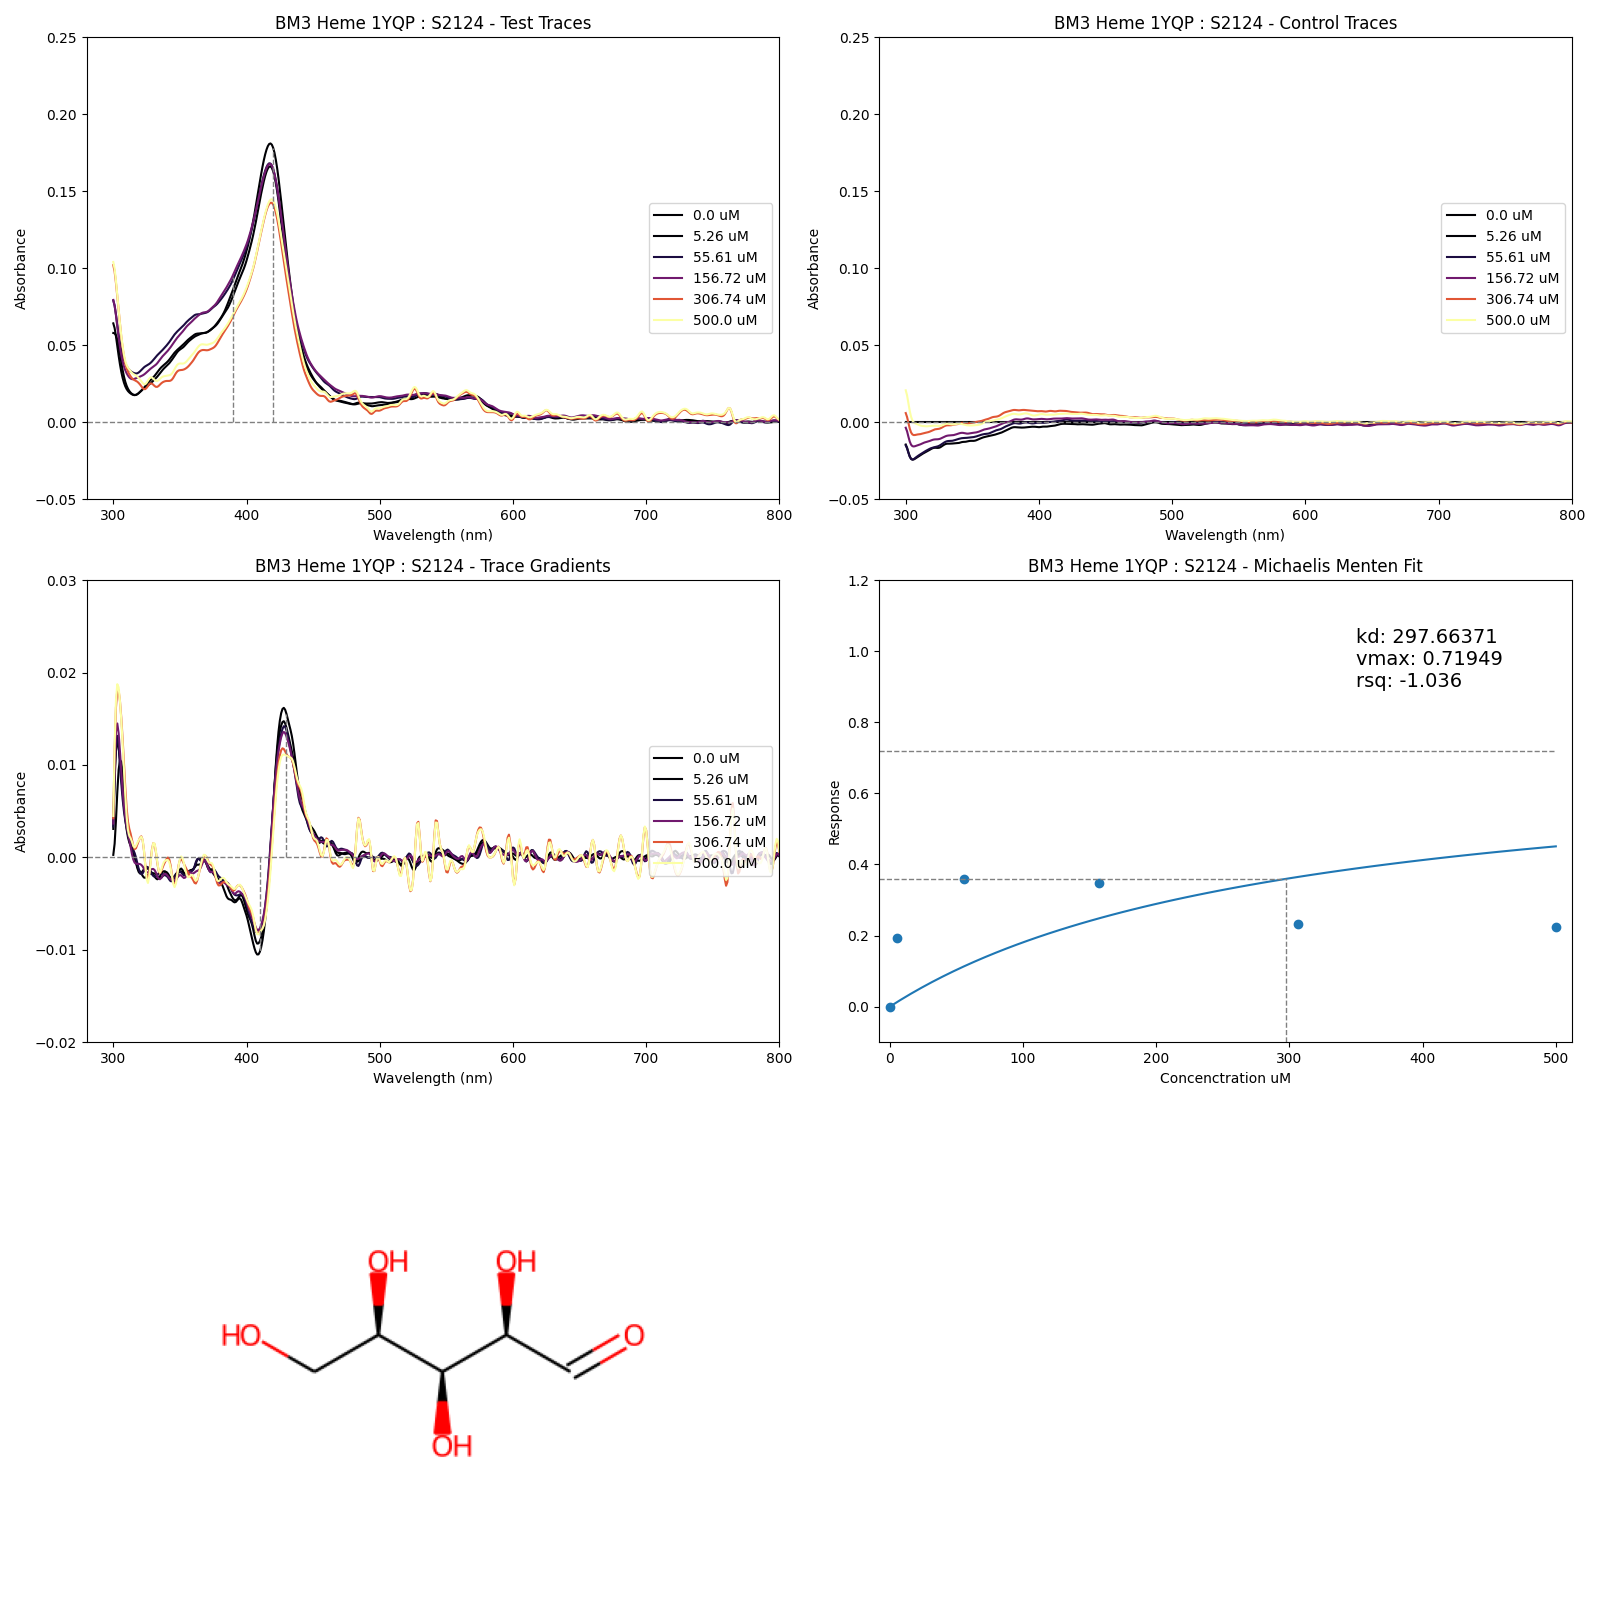 BM3 Heme 1YQP : S2124 - Test Traces
0.25
0.20
0.15
0.10
0.05
0.00
−0.05
Absorbance
300 400 500 600 700 800
Wavelength (nm)
0.0 uM
5.26 uM
55.61 uM
156.72 uM
306.74 uM
500.0 uM
BM3 Heme 1YQP : S2124 - Control Traces
0.25
0.20
0.15
0.10
0.05
0.00
−0.05
Absorbance
300 400 500 600 700 800
Wavelength (nm)
0.0 uM
5.26 uM
55.61 uM
156.72 uM
306.74 uM
500.0 uM
BM3 Heme 1YQP : S2124 - Trace Gradients
0.03
0.02
0.01
0.00
−0.01
−0.02
Absorbance
300 400 500 600 700 800
Wavelength (nm)
0.0 uM
5.26 uM
55.61 uM
156.72 uM
306.74 uM
500.0 uM
BM3 Heme 1YQP : S2124 - Michaelis Menten Fit
1.2
1.0
0.8
0.6
0.4
0.2
0.0
Response
0 100 200 300 400 500
Concenctration uM
kd: 297.66371
vmax: 0.71949
rsq: -1.036
OH OH
HO O
OH